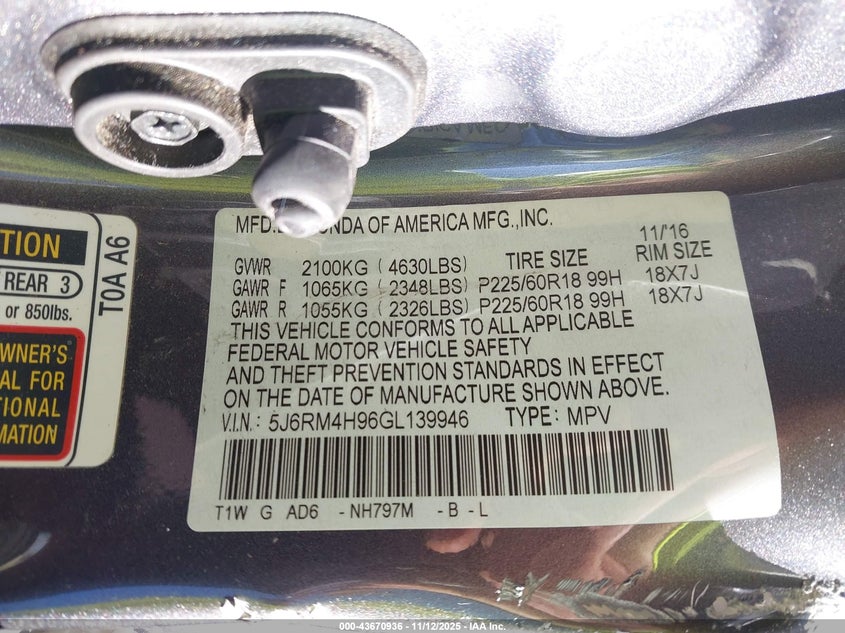 MFD. HONDA OF AMERICA MFG.,INC. 11/'16
GVWR 2100KG ( 4630LBS) TIRE SIZE RIM SIZE
GAWR F 1065KG ( 2348LBS) P225/60R18 99H 18X7J
GAWR R 1055KG ( 2326LBS) P225/60R18 99H 18X7J
THIS VEHICLE CONFORMS TO ALL APPLICABLE
FEDERAL MOTOR VEHICLE SAFETY
AND THEFT PREVENTION STANDARDS IN EFFECT
ON THE DATE OF MANUFACTURE SHOWN ABOVE.
V.I.N.: 5J6RM4H96GL139946 TYPE: MPV
T1W G AD6 -NH797M -B -L
TION
REAR 3
or 850lbs.
T0A A6
OWNER'S
AL FOR
TIONAL
MATION
000-43670936 - 11/12/2025 - IAA Inc.